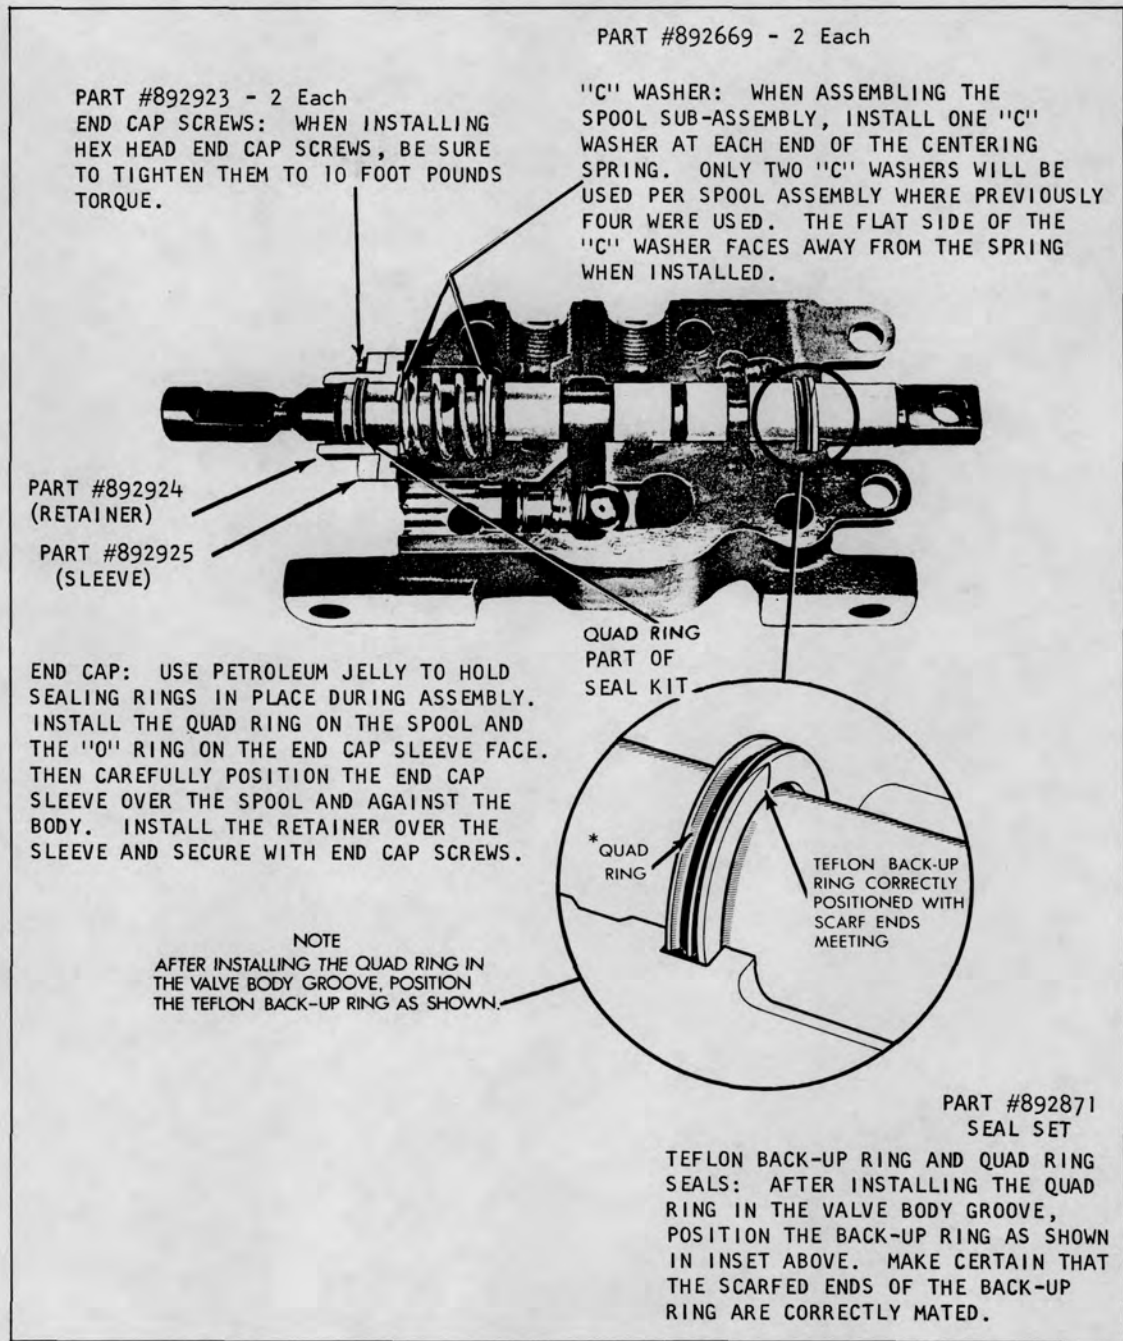 PART #892669 - 2 Each
PART #892923 - 2 Each
END CAP SCREWS: WHEN INSTALLING
HEX HEAD END CAP SCREWS, BE SURE
TO TIGHTEN THEM TO 10 FOOT POUNDS
TORQUE.
"C" WASHER: WHEN ASSEMBLING THE
SPOOL SUB-ASSEMBLY, INSTALL ONE "C"
WASHER AT EACH END OF THE CENTERING
SPRING. ONLY TWO "C" WASHERS WILL BE
USED PER SPOOL ASSEMBLY WHERE PREVIOUSLY
FOUR WERE USED. THE FLAT SIDE OF THE
"C" WASHER FACES AWAY FROM THE SPRING
WHEN INSTALLED.
PART #892924
(RETAINER)
PART #892925
(SLEEVE)
QUAD RING
PART OF
SEAL KIT
END CAP: USE PETROLEUM JELLY TO HOLD
SEALING RINGS IN PLACE DURING ASSEMBLY.
INSTALL THE QUAD RING ON THE SPOOL AND
THE "O" RING ON THE END CAP SLEEVE FACE.
THEN CAREFULLY POSITION THE END CAP
SLEEVE OVER THE SPOOL AND AGAINST THE
BODY. INSTALL THE RETAINER OVER THE
SLEEVE AND SECURE WITH END CAP SCREWS.
*QUAD
RING
TEFLON BACK-UP
RING CORRECTLY
POSITIONED WITH
SCARF ENDS
MEETING
NOTE
AFTER INSTALLING THE QUAD RING IN
THE VALVE BODY GROOVE, POSITION
THE TEFLON BACK-UP RING AS SHOWN.
PART #892871
SEAL SET
TEFLON BACK-UP RING AND QUAD RING
SEALS: AFTER INSTALLING THE QUAD
RING IN THE VALVE BODY GROOVE,
POSITION THE BACK-UP RING AS SHOWN
IN INSET ABOVE. MAKE CERTAIN THAT
THE SCARFED ENDS OF THE BACK-UP
RING ARE CORRECTLY MATED.